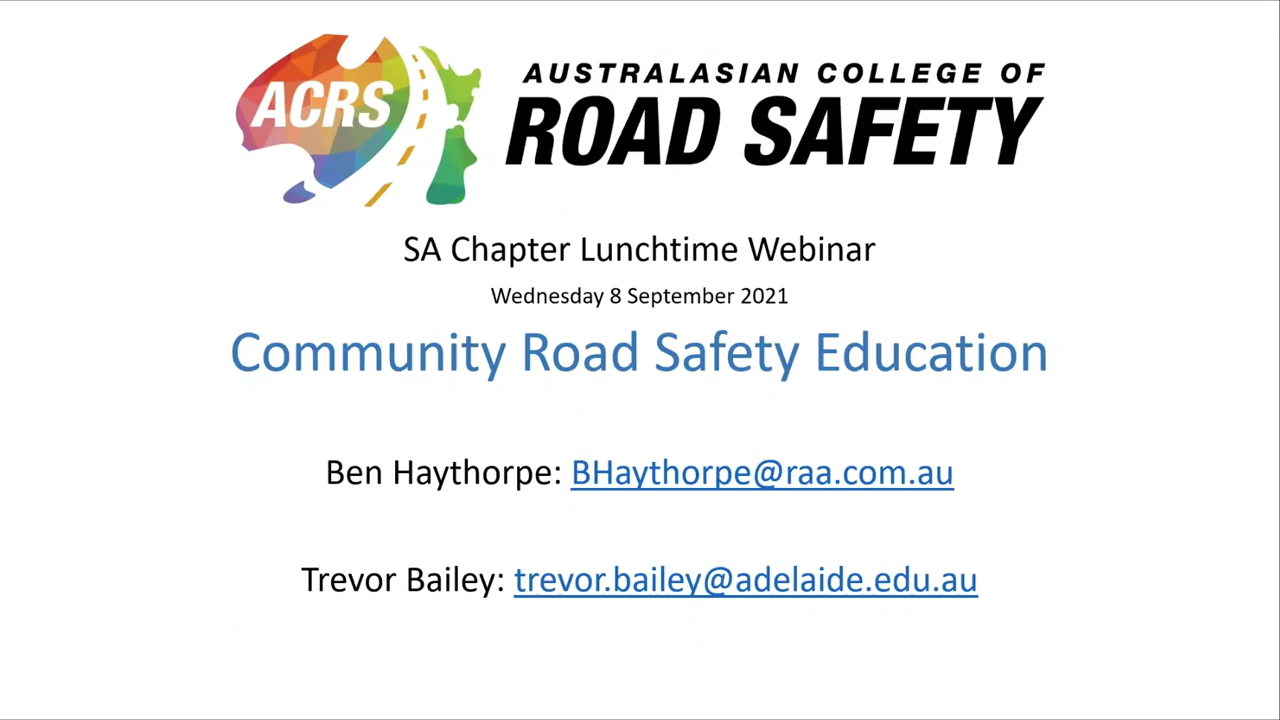 ACRS
AUSTRALASIAN COLLEGE OF
ROAD SAFETY
SA Chapter Lunchtime Webinar
Wednesday 8 September 2021
Community Road Safety Education
Ben Haythorpe: BHaythorpe@raa.com.au
Trevor Bailey: trevor.bailey@adelaide.edu.au